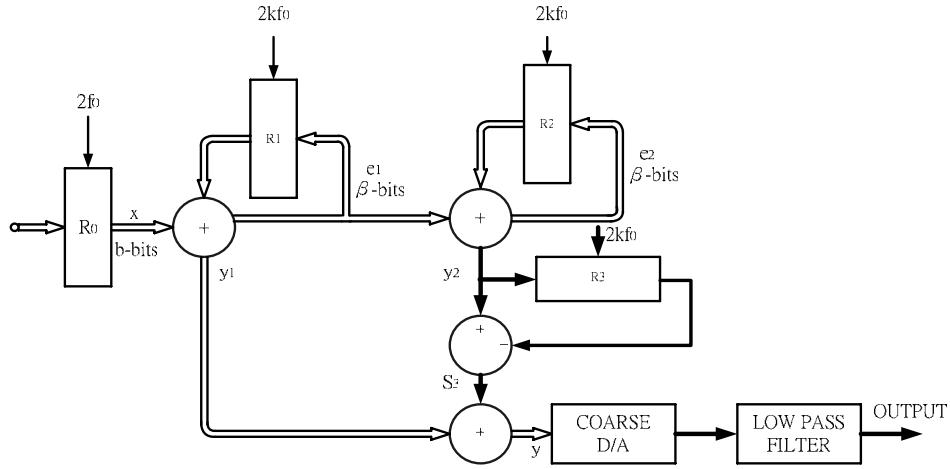 2kf0
2kf0
2f0
R1
R2
e1
β-bits
e2
β-bits
R0
x
b-bits
+
+
2kf0
y1
y2
R3
+
−
S3
+
y
COARSE
D/A
LOW PASS
FILTER
OUTPUT